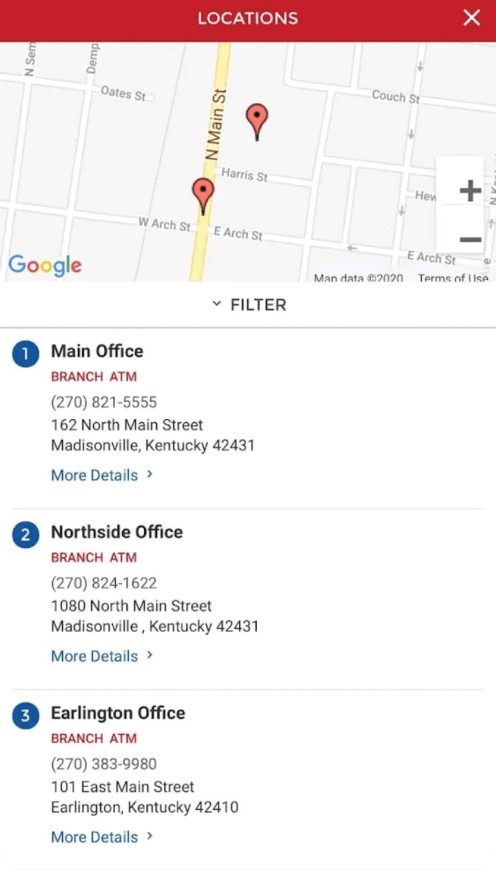 LOCATIONS
N Sem
Demp
Oates St
N Main St
Couch St
Harris St
Hew
W Arch St
E Arch St
E Arch St
Google
Map data ©2020 Terms of Use
FILTER
1 Main Office
BRANCH ATM
(270) 821-5555
162 North Main Street
Madisonville, Kentucky 42431
More Details
2 Northside Office
BRANCH ATM
(270) 824-1622
1080 North Main Street
Madisonville , Kentucky 42431
More Details
3 Earlington Office
BRANCH ATM
(270) 383-9980
101 East Main Street
Earlington, Kentucky 42410
More Details